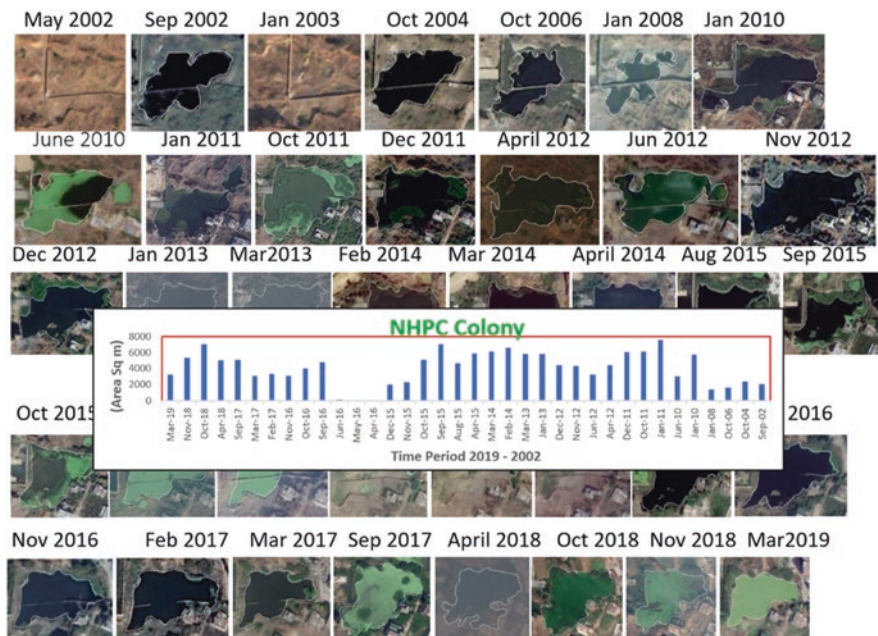 May 2002 Sep 2002 Jan 2003 Oct 2004 Oct 2006 Jan 2008 Jan 2010
June 2010 Jan 2011 Oct 2011 Dec 2011 April 2012 Jun 2012 Nov 2012
Dec 2012 Jan 2013 Mar2013 Feb 2014 Mar 2014 April 2014 Aug 2015 Sep 2015
NHPC Colony
(Area Sq m)
8000
6000
4000
2000
0
Mar-19 Nov-18 Oct-18 Apr-18 Sep-17 Mar-17 Feb-17 Nov-16 Oct-16 Sep-16 Jun-16 May-16 Apr-16 Dec-15 Nov-15 Oct-15 Sep-15 Aug-15 Apr-15 Mar-14 Feb-14 Mar-13 Jan-13 Dec-12 Nov-12 Jun-12 Apr-12 Dec-11 Oct-11 Jan-11 Jun-10 Jan-10 Jan-08 Oct-06 Oct-04 Sep-02
Time Period 2019 - 2002
Oct 2015 2016
Nov 2016 Feb 2017 Mar 2017 Sep 2017 April 2018 Oct 2018 Nov 2018 Mar2019